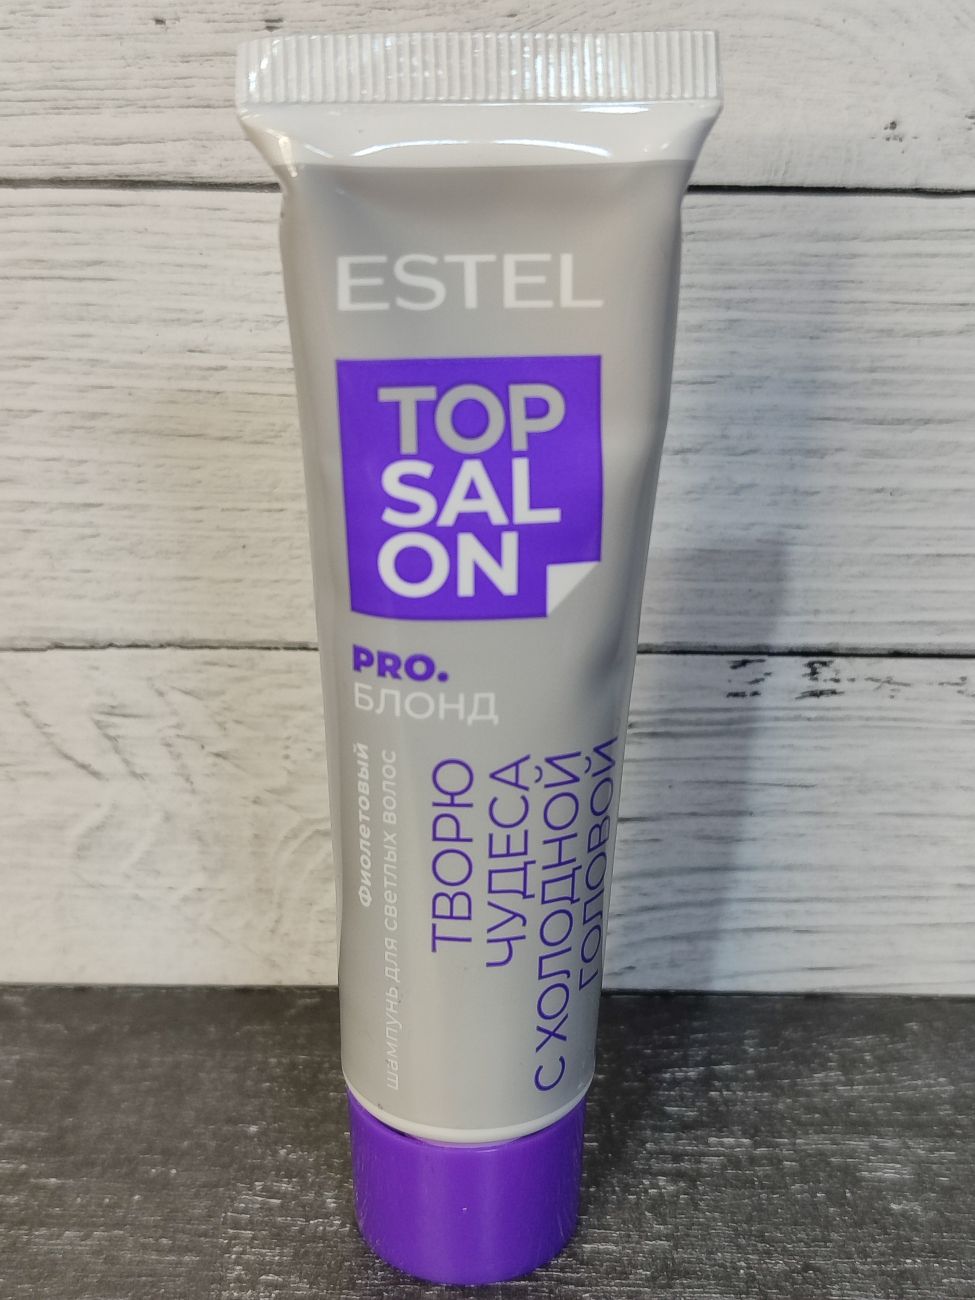 ESTEL
TOP
SAL
ON
PRO.
БЛОНД
Фиолетовый
шампунь для светлых волос
ТВОРЮ
ЧУДЕСА
С ХОЛОДНОЙ
ГОЛОВОЙ